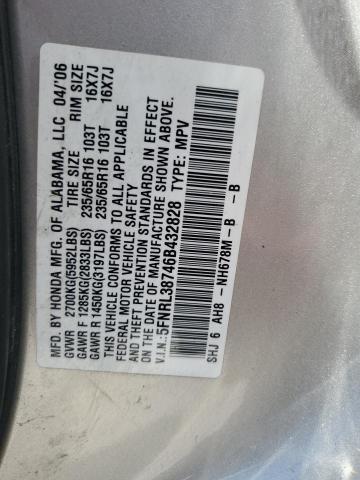 MFD. BY HONDA MFG. OF ALABAMA, LLC 04/'06
GVWR 2700KG(5952LBS) TIRE SIZE RIM SIZE
GAWR F 1285KG(2833LBS) 235/65R16 103T 16X7J
GAWR R 1450KG(3197LBS) 235/65R16 103T 16X7J
THIS VEHICLE CONFORMS TO ALL APPLICABLE
FEDERAL MOTOR VEHICLE SAFETY
AND THEFT PREVENTION STANDARDS IN EFFECT
ON THE DATE OF MANUFACTURE SHOWN ABOVE.
V.I.N.:5FNRL38746B432828 TYPE: MPV
SHJ 6 AH8 - NH678M - B - B